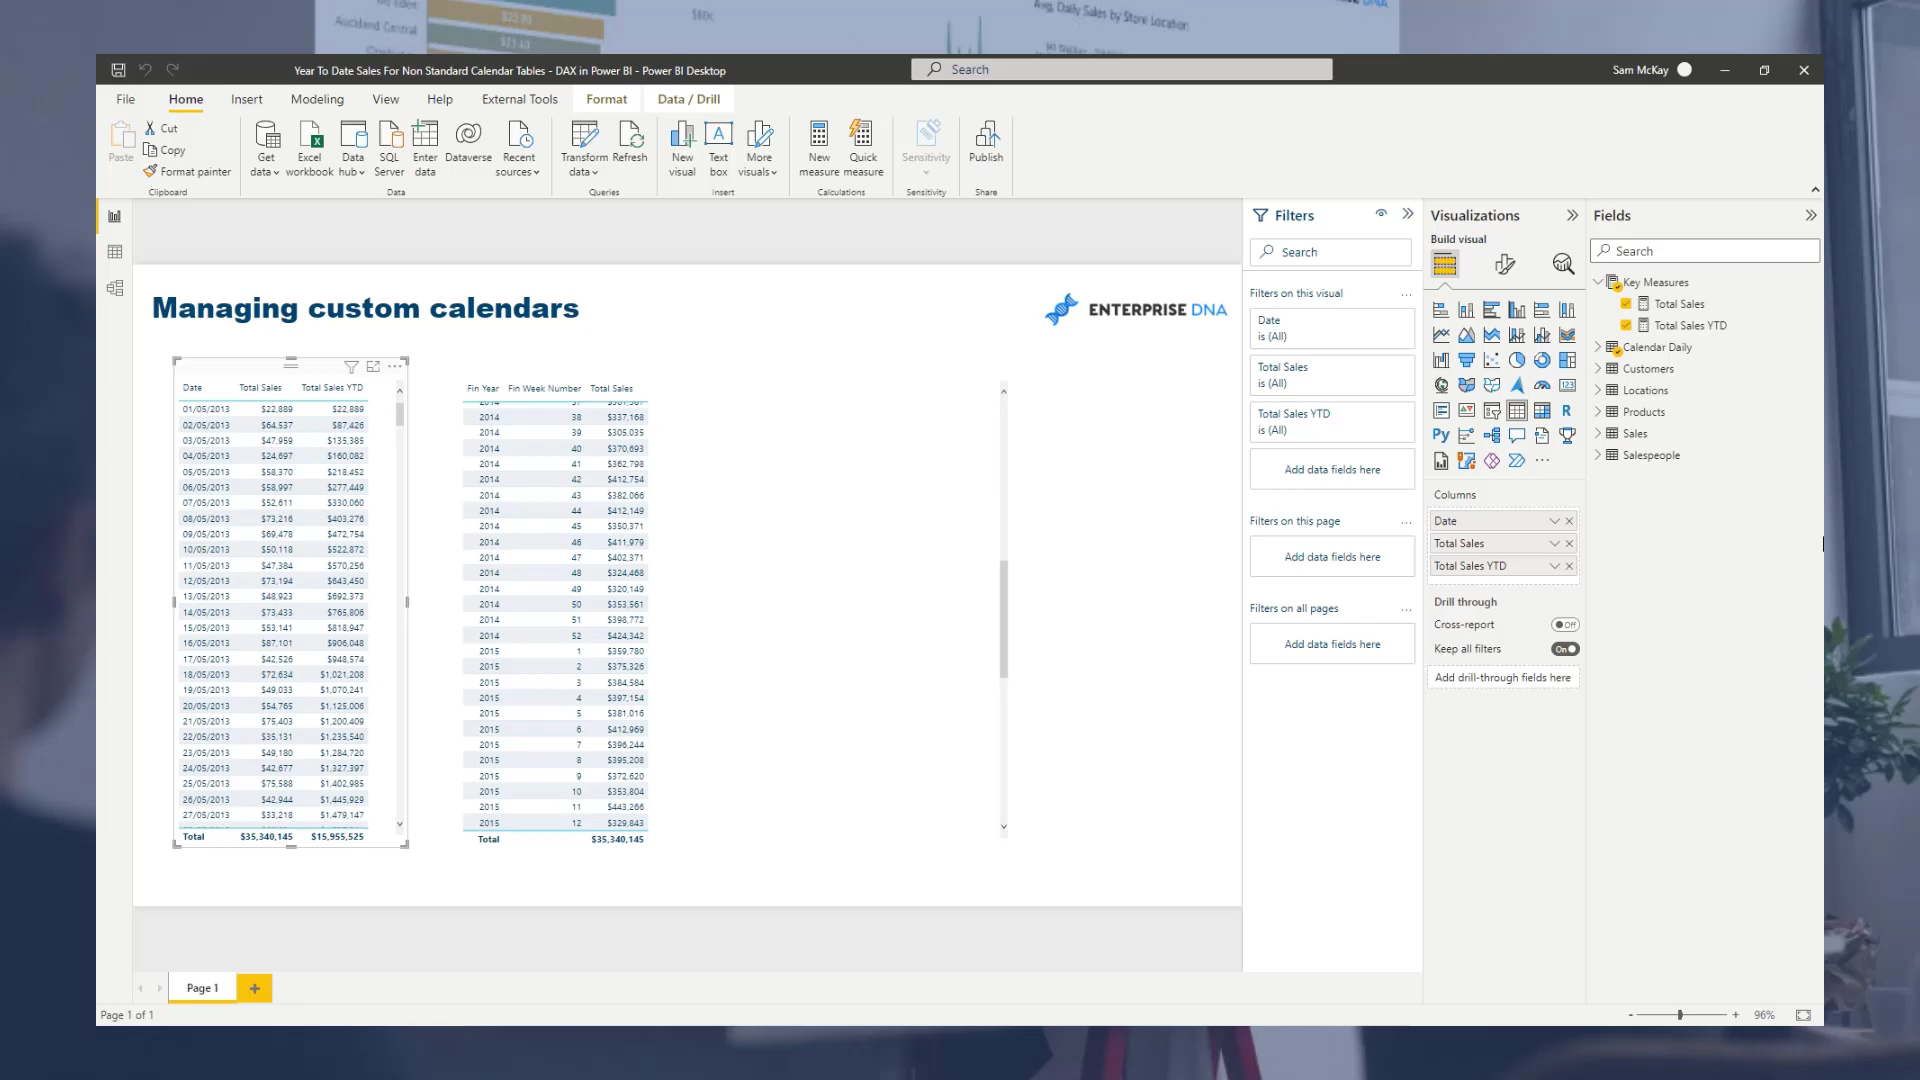 Auckland Central
$23.90
$23.40
$80K
Avg. Daily Sales by Store Location
Year To Date Sales For Non Standard Calendar Tables - DAX in Power BI - Power BI Desktop
Search
Sam McKay
File Home Insert Modeling View Help External Tools Format Data / Drill
Paste
Cut
Copy
Format painter
Clipboard
Get data
Excel workbook
Data hub
SQL Server
Enter data
Dataverse
Recent sources
Data
Transform data
Refresh
Queries
New visual
Text box
More visuals
Insert
New measure
Quick measure
Calculations
Sensitivity
Sensitivity
Publish
Share
Managing custom calendars
ENTERPRISE DNA
Date Total Sales Total Sales YTD
01/05/2013 $22,889 $22,889
02/05/2013 $64,537 $87,426
03/05/2013 $47,959 $135,385
04/05/2013 $24,697 $160,082
05/05/2013 $58,370 $218,452
06/05/2013 $58,997 $277,449
07/05/2013 $52,611 $330,060
08/05/2013 $73,216 $403,276
09/05/2013 $69,478 $472,754
10/05/2013 $50,118 $522,872
11/05/2013 $47,384 $570,256
12/05/2013 $73,194 $643,450
13/05/2013 $48,923 $692,373
14/05/2013 $73,433 $765,806
15/05/2013 $53,141 $818,947
16/05/2013 $87,101 $906,048
17/05/2013 $42,526 $948,574
18/05/2013 $72,634 $1,021,208
19/05/2013 $49,033 $1,070,241
20/05/2013 $54,765 $1,125,006
21/05/2013 $75,403 $1,200,409
22/05/2013 $35,131 $1,235,540
23/05/2013 $49,180 $1,284,720
24/05/2013 $42,677 $1,327,397
25/05/2013 $75,588 $1,402,985
26/05/2013 $42,944 $1,445,929
27/05/2013 $33,218 $1,479,147
Total $35,340,145 $15,955,525
Fin Year Fin Week Number Total Sales
2014 38 $337,168
2014 39 $305,035
2014 40 $370,693
2014 41 $362,798
2014 42 $412,754
2014 43 $382,066
2014 44 $412,149
2014 45 $350,371
2014 46 $411,979
2014 47 $402,371
2014 48 $324,468
2014 49 $320,149
2014 50 $353,561
2014 51 $398,772
2014 52 $424,342
2015 1 $359,780
2015 2 $375,326
2015 3 $384,584
2015 4 $397,154
2015 5 $381,016
2015 6 $412,969
2015 7 $396,244
2015 8 $395,208
2015 9 $372,620
2015 10 $353,804
2015 11 $443,266
2015 12 $329,843
Total $35,340,145
Filters
Search
Filters on this visual
Date
is (All)
Total Sales
is (All)
Total Sales YTD
is (All)
Add data fields here
Filters on this page
Add data fields here
Filters on all pages
Add data fields here
Visualizations
Build visual
123
R
Py
Columns
Date
Total Sales
Total Sales YTD
Drill through
Cross-report Off
Keep all filters On
Add drill-through fields here
Fields
Search
Key Measures
Total Sales
Total Sales YTD
Calendar Daily
Customers
Locations
Products
Sales
Salespeople
Page 1
Page 1 of 1
- + 96%